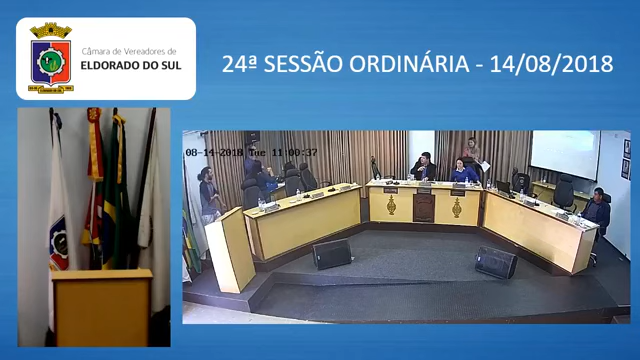 Câmara de Vereadores de
ELDORADO DO SUL
24ª SESSÃO ORDINÁRIA - 14/08/2018
08-14-2018 Tue 11:00:37